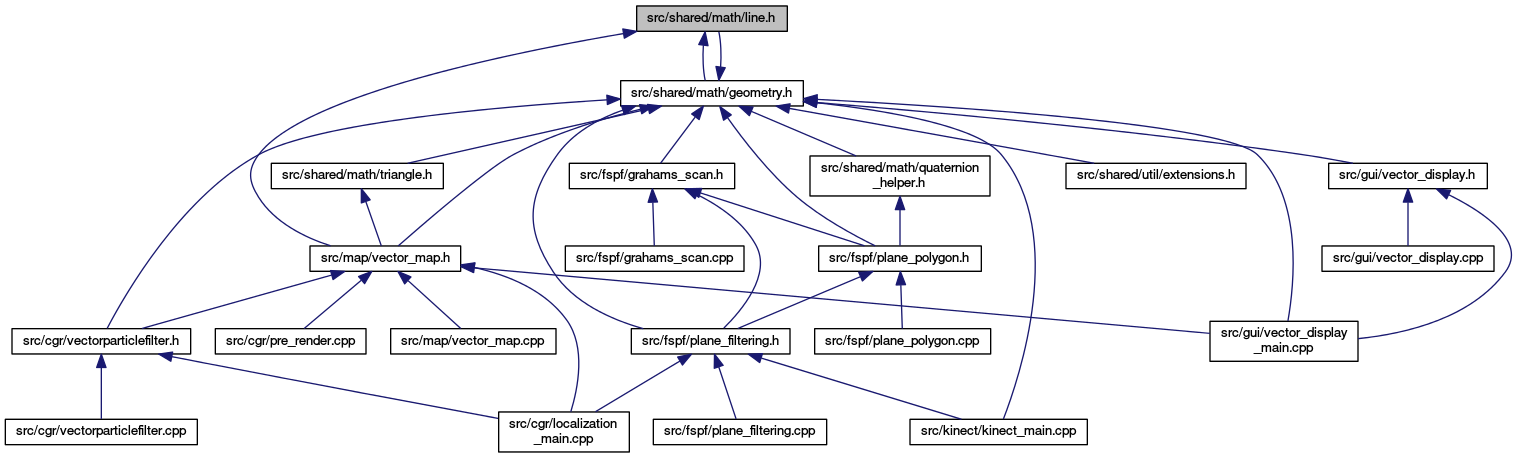 src/shared/math/line.h
src/shared/math/geometry.h
src/shared/math/triangle.h
src/fspf/grahams_scan.h
src/shared/math/quaternion
_helper.h
src/shared/util/extensions.h
src/gui/vector_display.h
src/map/vector_map.h
src/fspf/grahams_scan.cpp
src/fspf/plane_polygon.h
src/gui/vector_display.cpp
src/cgr/vectorparticlefilter.h
src/cgr/pre_render.cpp
src/map/vector_map.cpp
src/fspf/plane_filtering.h
src/fspf/plane_polygon.cpp
src/gui/vector_display
_main.cpp
src/cgr/vectorparticlefilter.cpp
src/cgr/localization
_main.cpp
src/fspf/plane_filtering.cpp
src/kinect/kinect_main.cpp